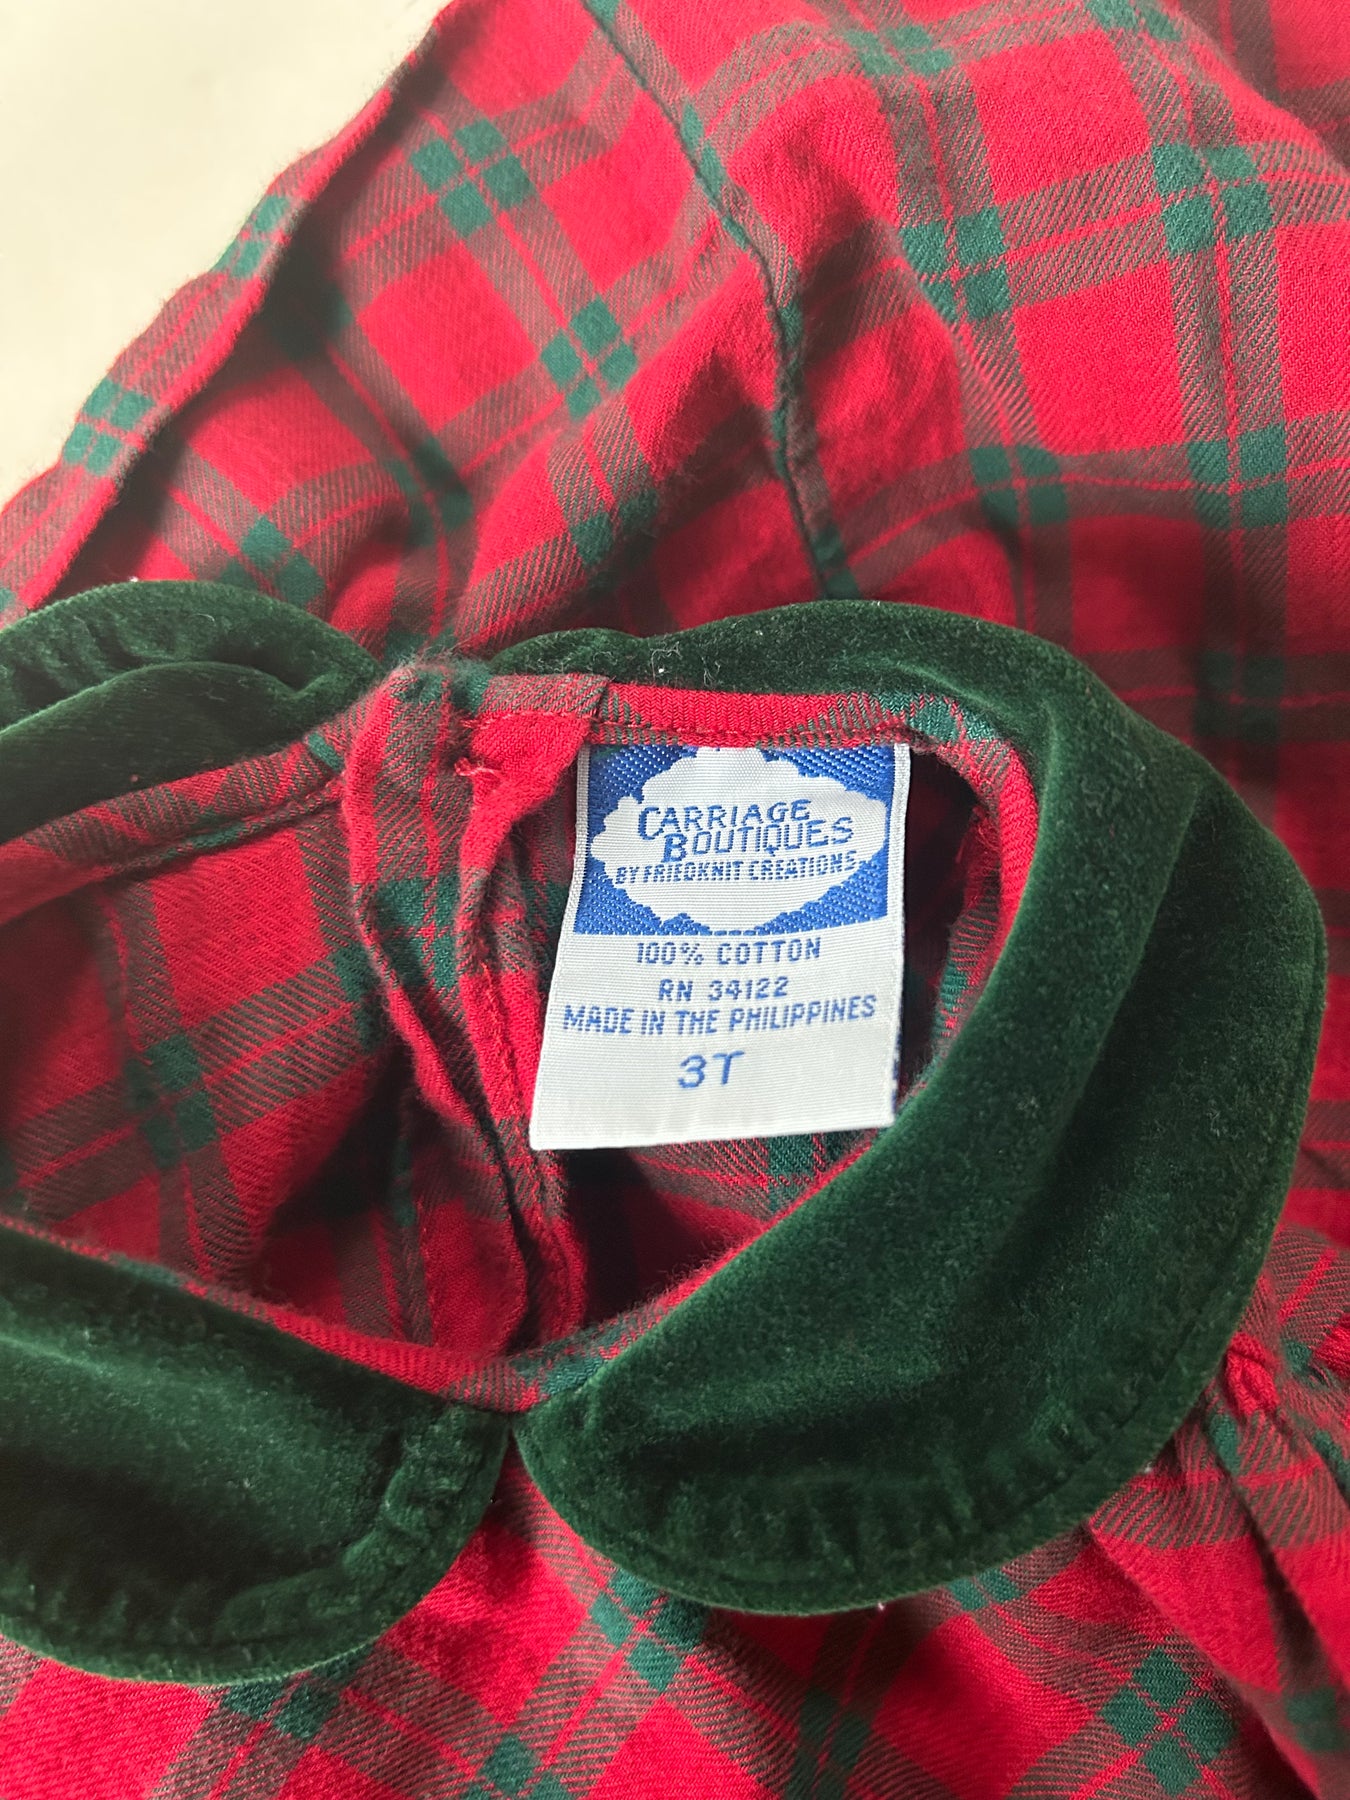 CARRIAGE
BOUTIQUES
BY FRIEDKNIT CREATIONS
100% COTTON
RN 34122
MADE IN THE PHILIPPINES
3T